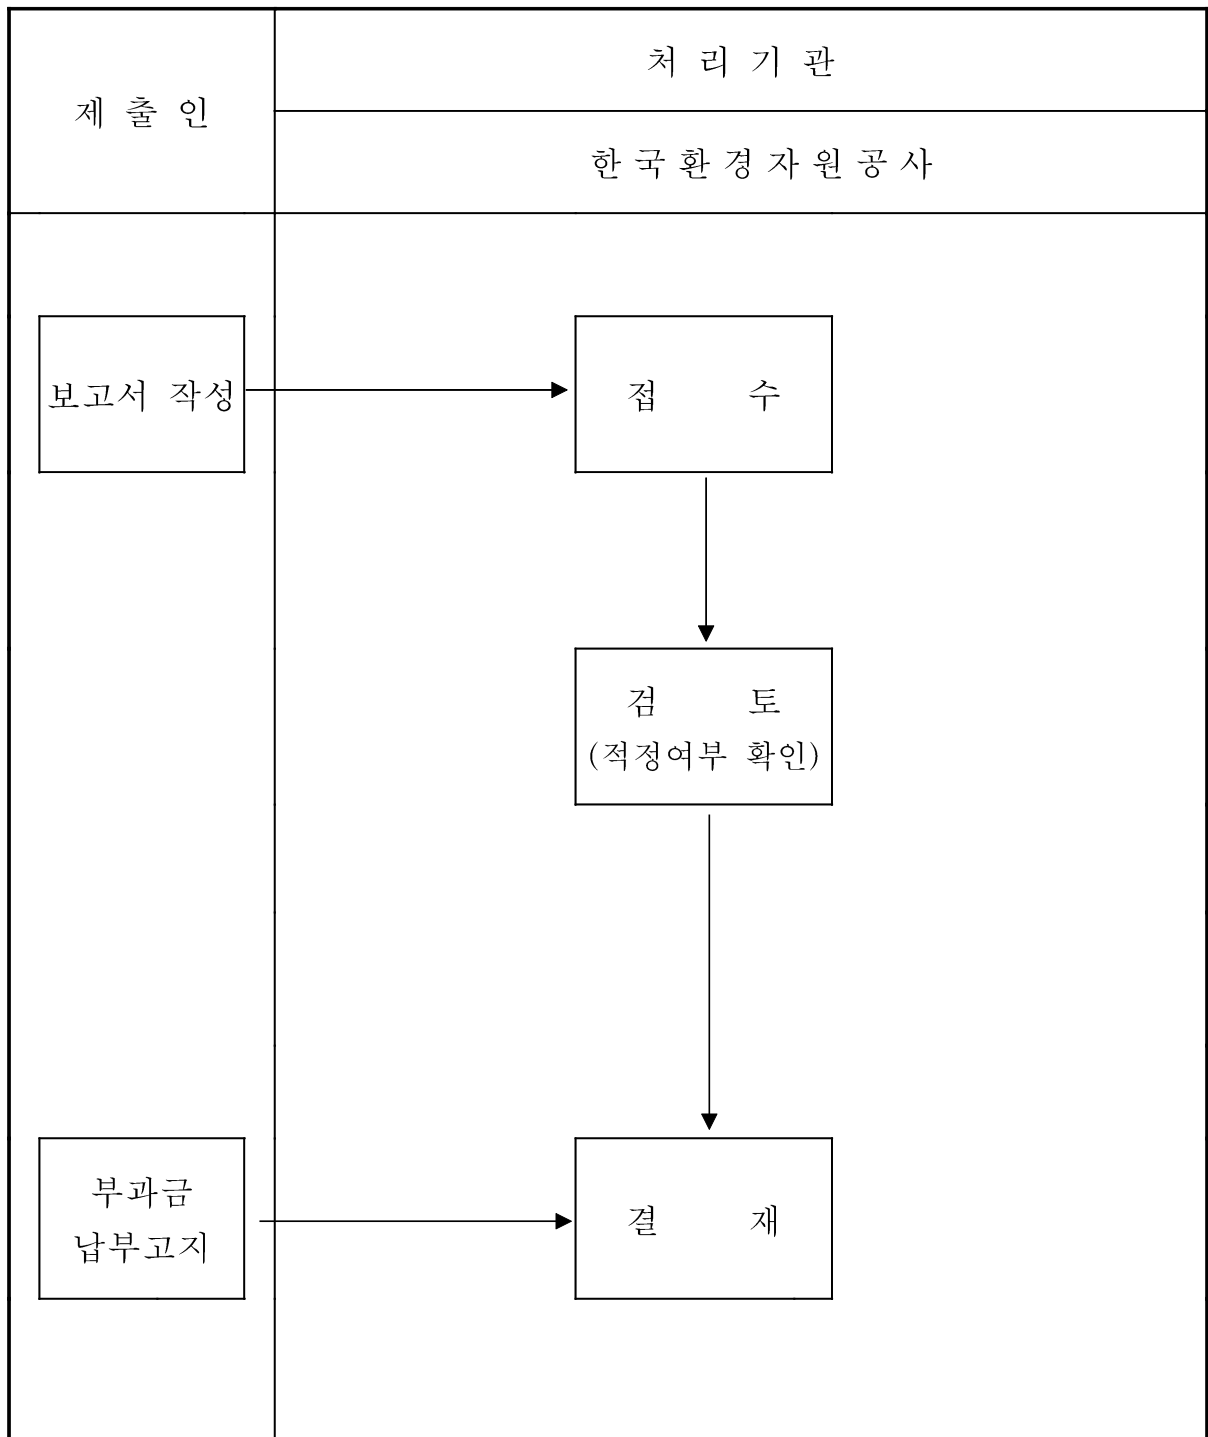 제 출 인
처 리 기 관
한 국 환 경 자 원 공 사
보고서 작성
접 수
검 토
(적정여부 확인)
부과금
납부고지
결 재